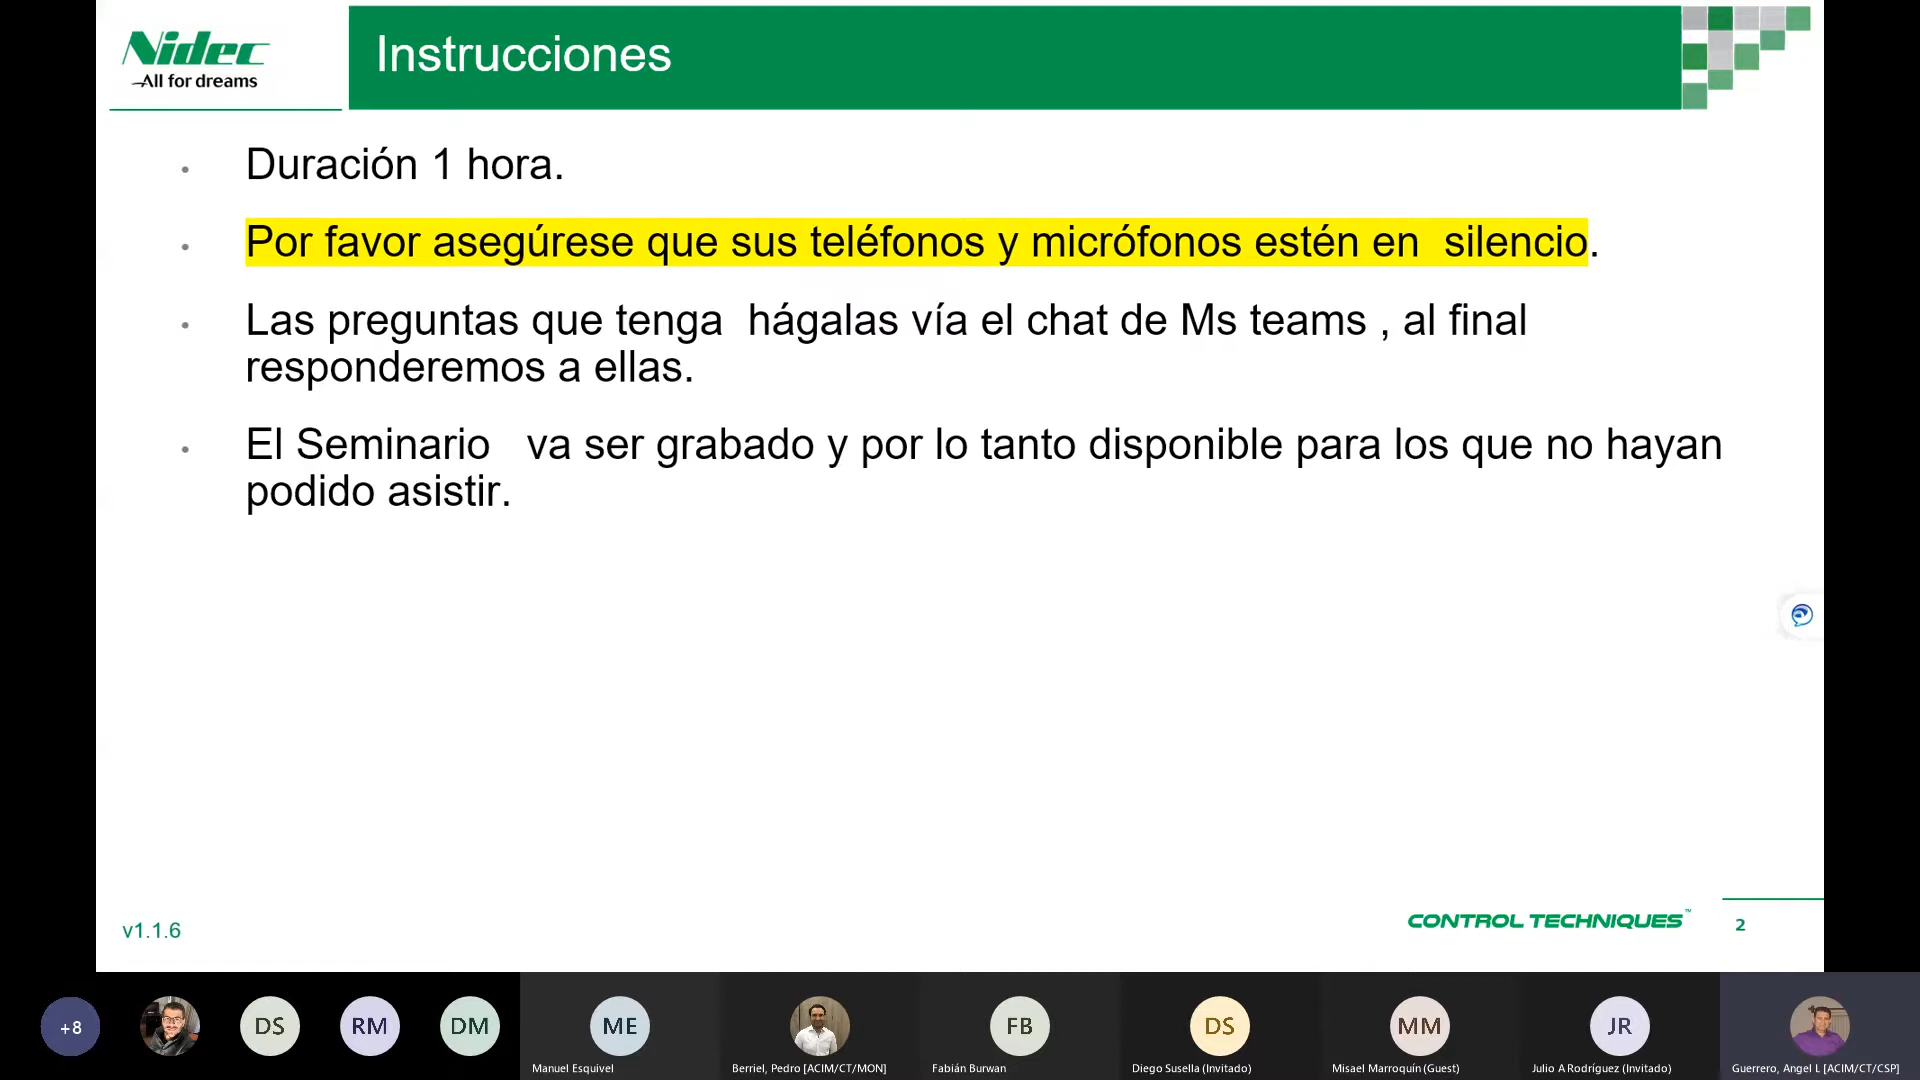 Nidec
All for dreams
Instrucciones
• Duración 1 hora.
• Por favor asegúrese que sus teléfonos y micrófonos estén en  silencio.
• Las preguntas que tenga  hágalas vía el chat de Ms teams , al final
responderemos a ellas.
• El Seminario   va ser grabado y por lo tanto disponible para los que no hayan
podido asistir.
v1.1.6
CONTROL TECHNIQUES™
2
+8
DS
RM
DM
ME
FB
DS
MM
JR
Manuel Esquivel
Berriel, Pedro [ACIM/CT/MON]
Fabián Burwan
Diego Susella (Invitado)
Misael Marroquín (Guest)
Julio A Rodríguez (Invitado)
Guerrero, Angel L [ACIM/CT/CSP]